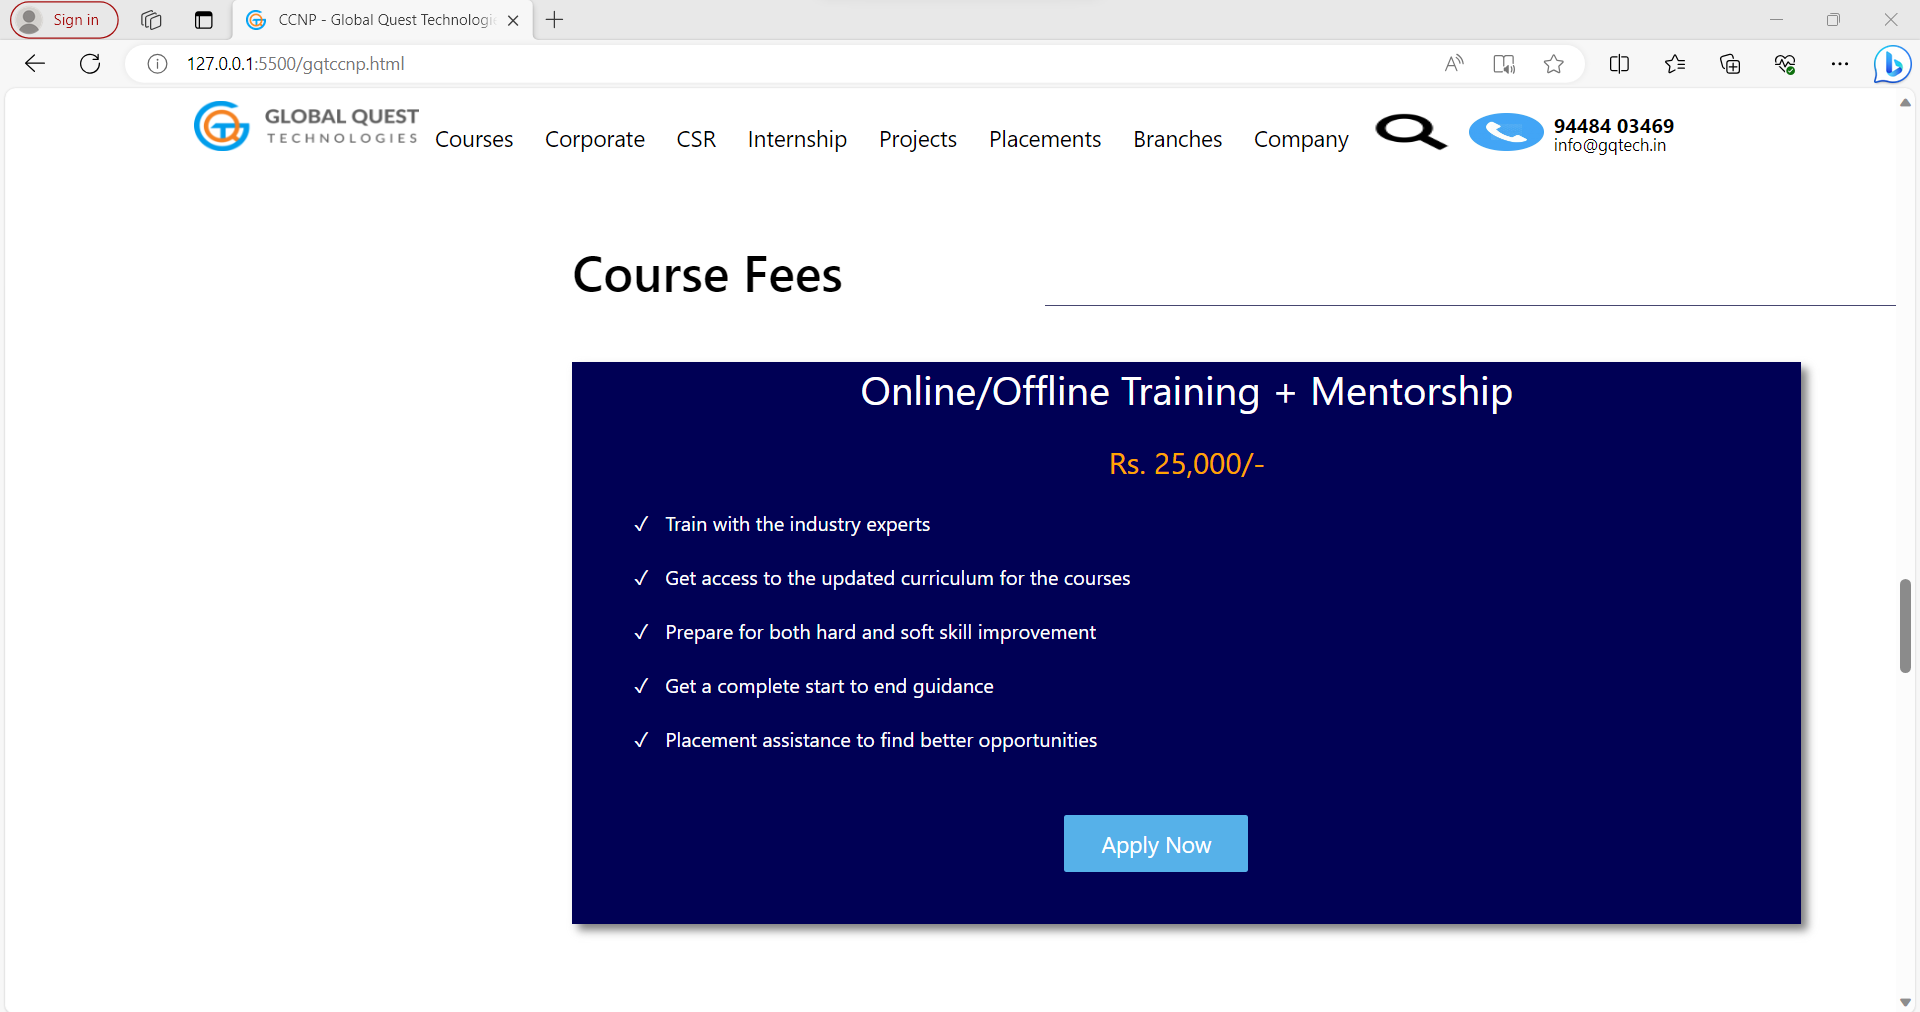 Sign in
CCNP - Global Quest Technologi
127.0.0.1:5500/gqtccnp.html
GLOBAL QUEST
TECHNOLOGIES
Courses Corporate CSR Internship Projects Placements Branches Company
94484 03469
info@gqtech.in
Course Fees
Online/Offline Training + Mentorship
Rs. 25,000/-
✓ Train with the industry experts
✓ Get access to the updated curriculum for the courses
✓ Prepare for both hard and soft skill improvement
✓ Get a complete start to end guidance
✓ Placement assistance to find better opportunities
Apply Now